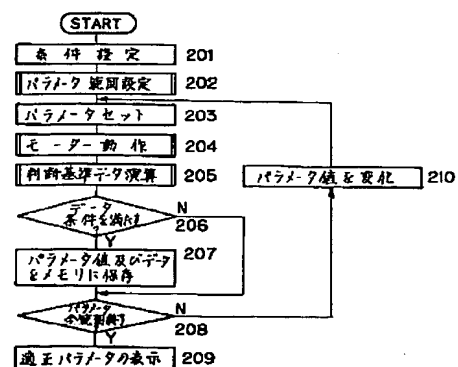 START
条件設定 201
パラメータ範囲設定 202
パラメータセット 203
モーター動作 204
判断基準データ演算 205
データ
条件を満たす
?
N
206
Y
パラメータ値及びデータ
をメモリに保存
207
パラメータ
全範囲終了
N
208
Y
適正パラメータの表示 209
パラメータ値を変化 210